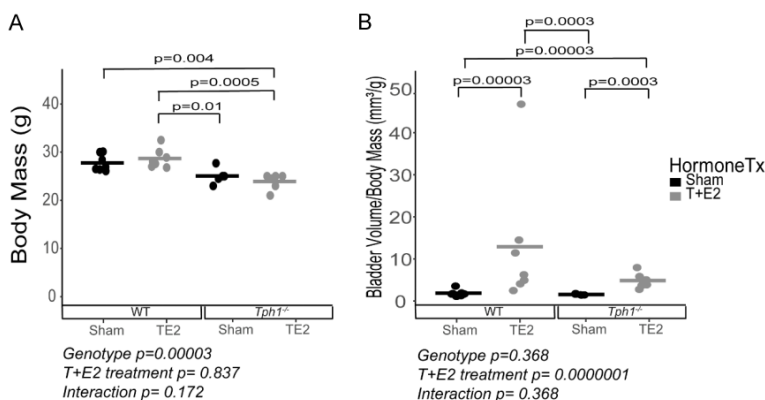 A
p=0.004
p=0.0005
p=0.01
Body Mass (g)
40
30
20
10
0
WT
Tph1-/-
Sham
TE2
Sham
TE2
Genotype p=0.00003
T+E2 treatment p= 0.837
Interaction p= 0.172
B
p=0.0003
p=0.00003
p=0.00003
p=0.0003
Bladder Volume/Body Mass (mm³/g)
50
40
30
20
10
0
WT
Tph1-/-
Sham
TE2
Sham
TE2
Genotype p=0.368
T+E2 treatment p= 0.0000001
Interaction p= 0.368
HormoneTx
Sham
T+E2